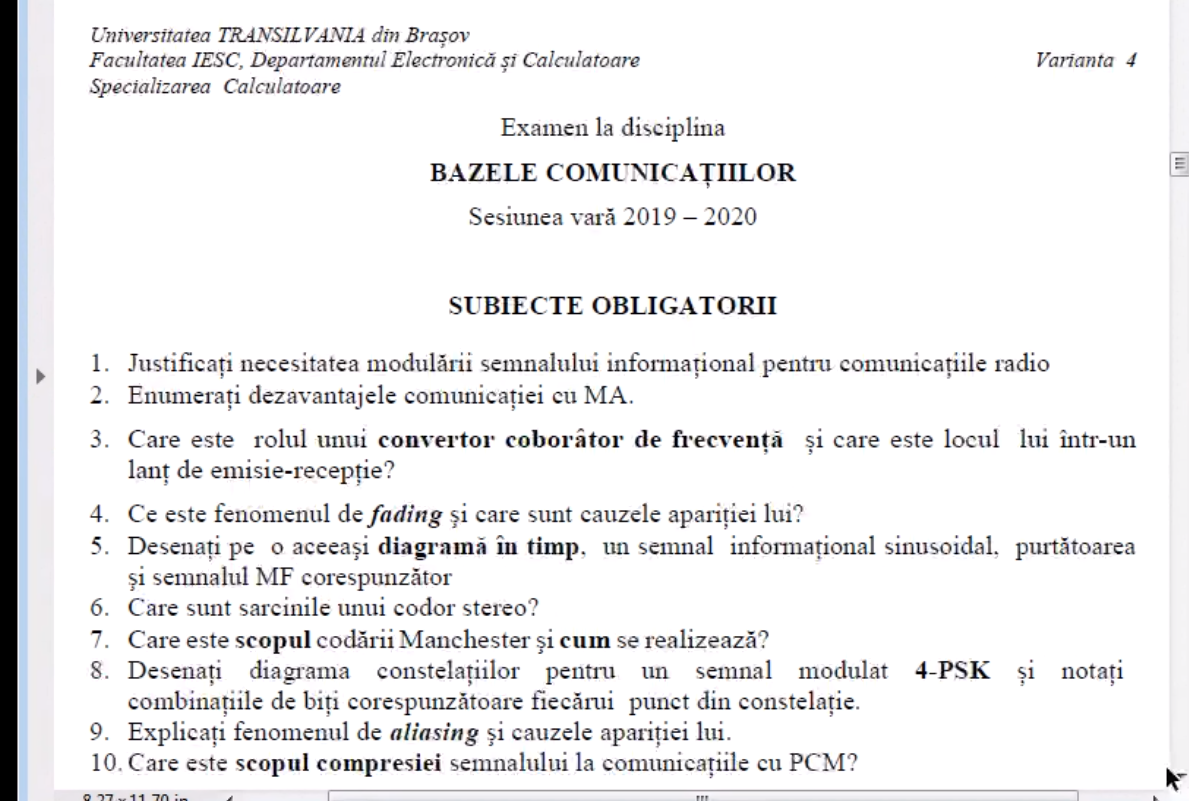 Universitatea TRANSILVANIA din Brașov
Facultatea IESC, Departamentul Electronică și Calculatoare Varianta 4
Specializarea Calculatoare
Examen la disciplina
BAZELE COMUNICAȚIILOR
Sesiunea vară 2019 – 2020
SUBIECTE OBLIGATORII
1. Justificați necesitatea modulării semnalului informațional pentru comunicațiile radio
2. Enumerați dezavantajele comunicației cu MA.
3. Care este rolul unui convertor coborâtor de frecvență și care este locul lui într-un
lanț de emisie-recepție?
4. Ce este fenomenul de fading și care sunt cauzele apariției lui?
5. Desenați pe o aceeași diagramă în timp, un semnal informațional sinusoidal, purtătoarea
și semnalul MF corespunzător
6. Care sunt sarcinile unui codor stereo?
7. Care este scopul codării Manchester și cum se realizează?
8. Desenați diagrama constelațiilor pentru un semnal modulat 4-PSK și notați
combinațiile de biți corespunzătoare fiecărui punct din constelație.
9. Explicați fenomenul de aliasing și cauzele apariției lui.
10. Care este scopul compresiei semnalului la comunicațiile cu PCM?
8,27 x 11,70 in